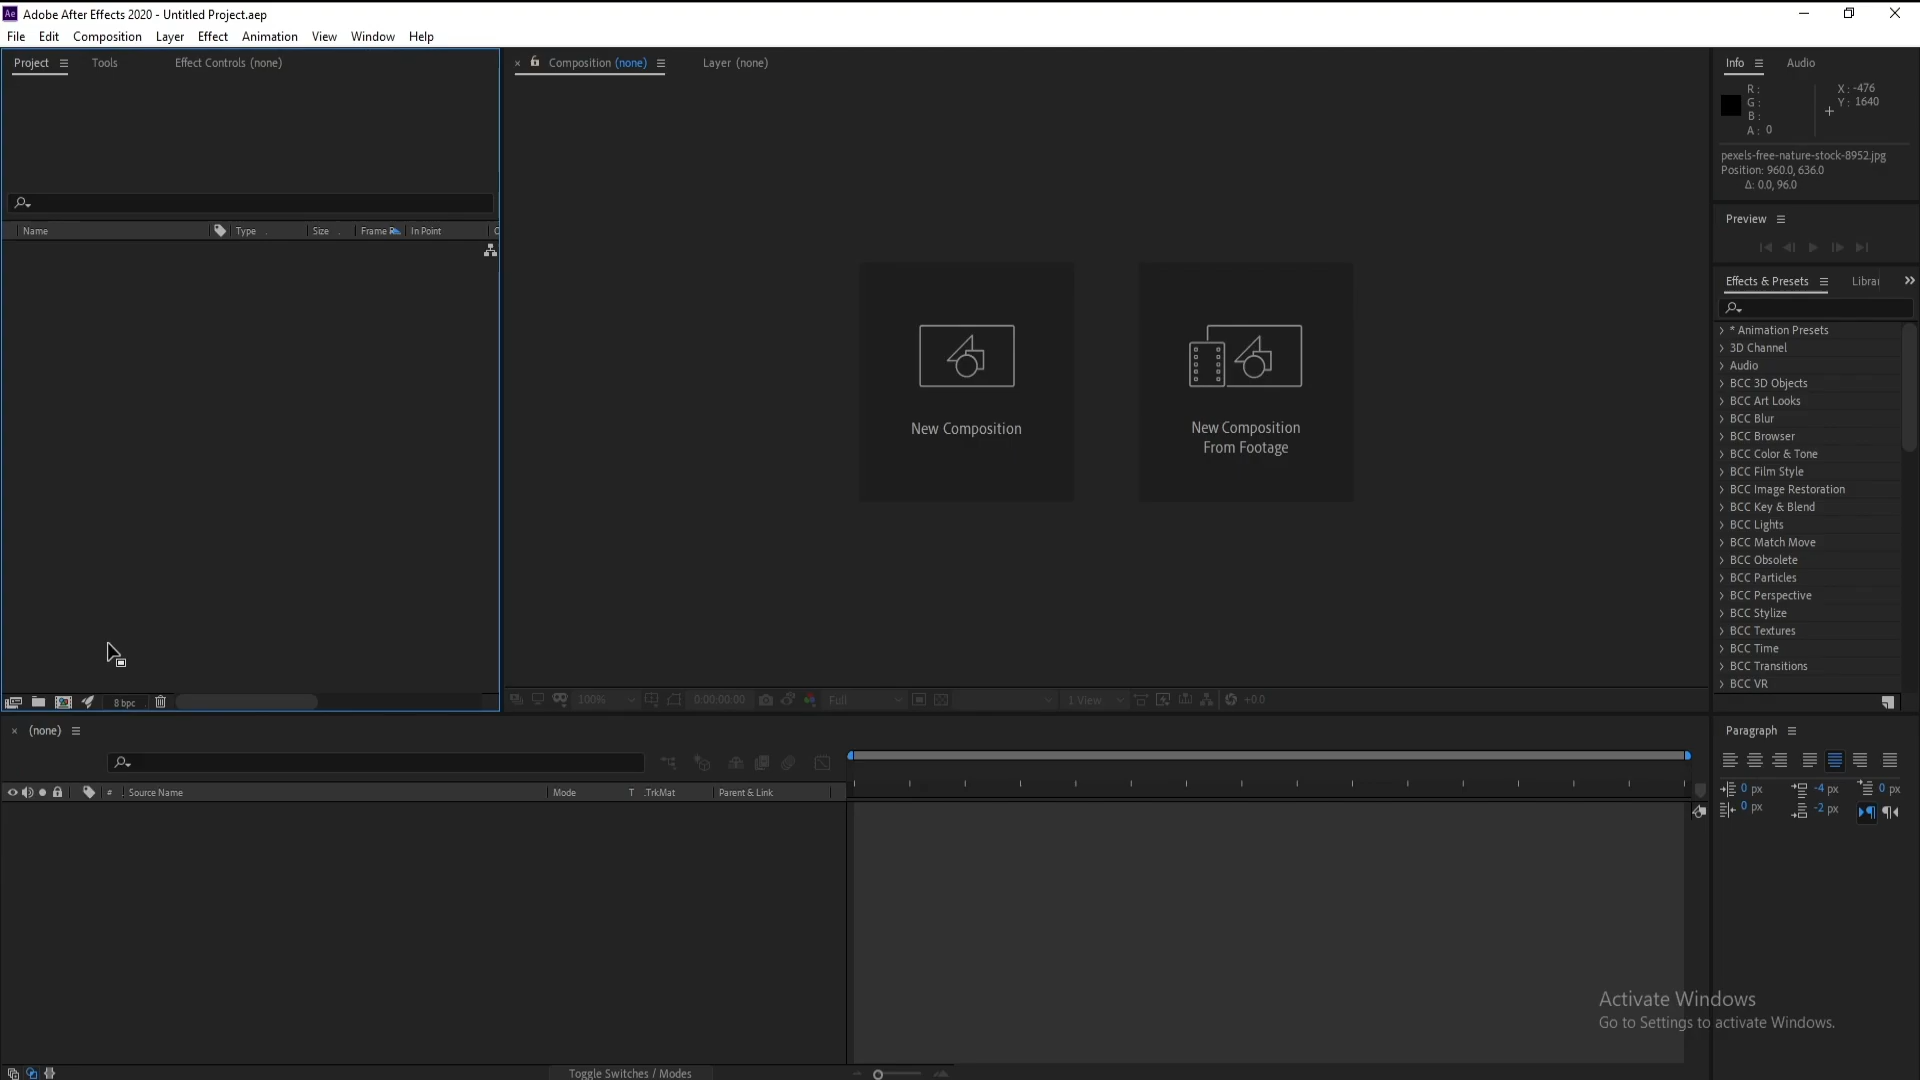 Ae Adobe After Effects 2020 - Untitled Project.aep
File Edit Composition Layer Effect Animation View Window Help
Project Tools Effect Controls (none)
× Composition (none) Layer (none)
Info Audio
R :
G :
B :
A : 0
X : -476
Y : 1640
pexels-free-nature-stock-8952.jpg
Position: 960.0, 636.0
Δ: 0.0, 96.0
Preview
Name Type Size Frame R In Point
New Composition
New Composition
From Footage
Effects & Presets Librai
* Animation Presets
3D Channel
Audio
BCC 3D Objects
BCC Art Looks
BCC Blur
BCC Browser
BCC Color & Tone
BCC Film Style
BCC Image Restoration
BCC Key & Blend
BCC Lights
BCC Match Move
BCC Obsolete
BCC Particles
BCC Perspective
BCC Stylize
BCC Textures
BCC Time
BCC Transitions
BCC VR
8 bpc
100% 0:00:00:00 Full 1 View +0.0
× (none)
# Source Name Mode T .TrkMat Parent & Link
Paragraph
0 px -4 px 0 px
0 px -2 px
Activate Windows
Go to Settings to activate Windows.
Toggle Switches / Modes